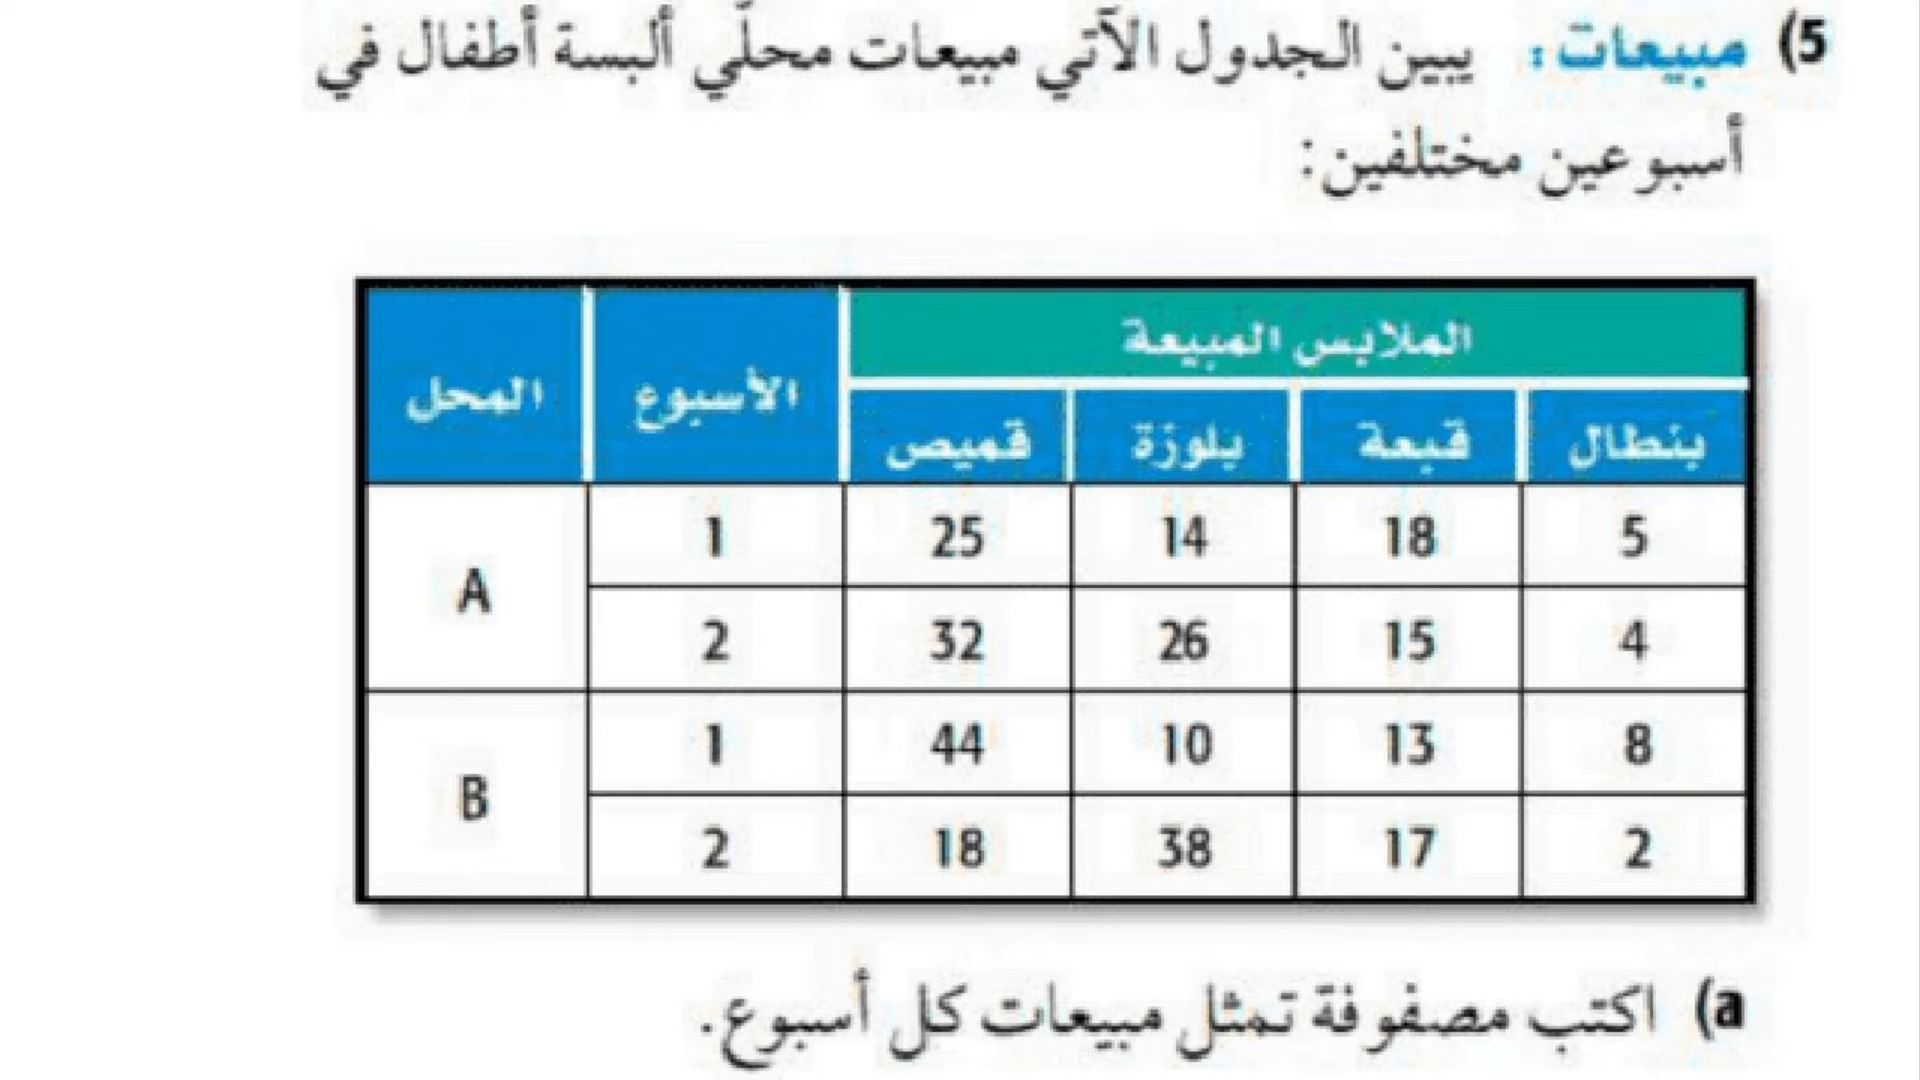 5) مبيعات: يبين الجدول الآتي مبيعات محلّي ألبسة أطفال في
أسبوعين مختلفين:
المحل الأسبوع الملابس المبيعة
قميص بلوزة قبعة بنطال
A 1 25 14 18 5
2 32 26 15 4
B 1 44 10 13 8
2 18 38 17 2
a) اكتب مصفوفة تمثل مبيعات كل أسبوع.